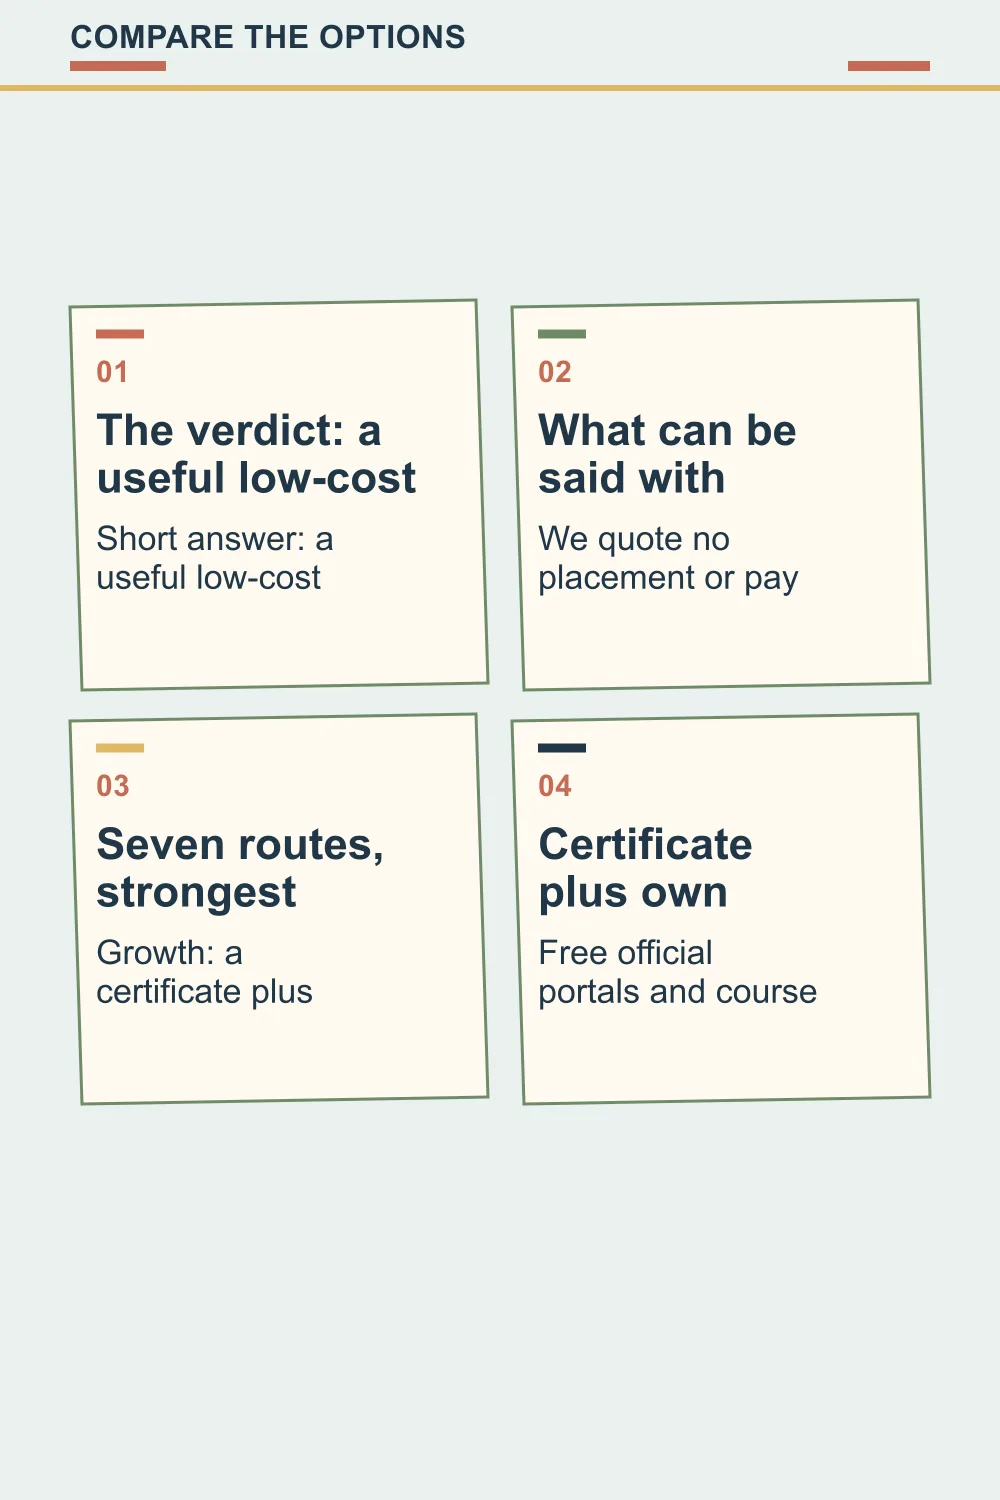 COMPARE THE OPTIONS
01
The verdict: a
useful low-cost
Short answer: a
useful low-cost
02
What can be
said with
We quote no
placement or pay
03
Seven routes,
strongest
Growth: a
certificate plus
04
Certificate
plus own
Free official
portals and course